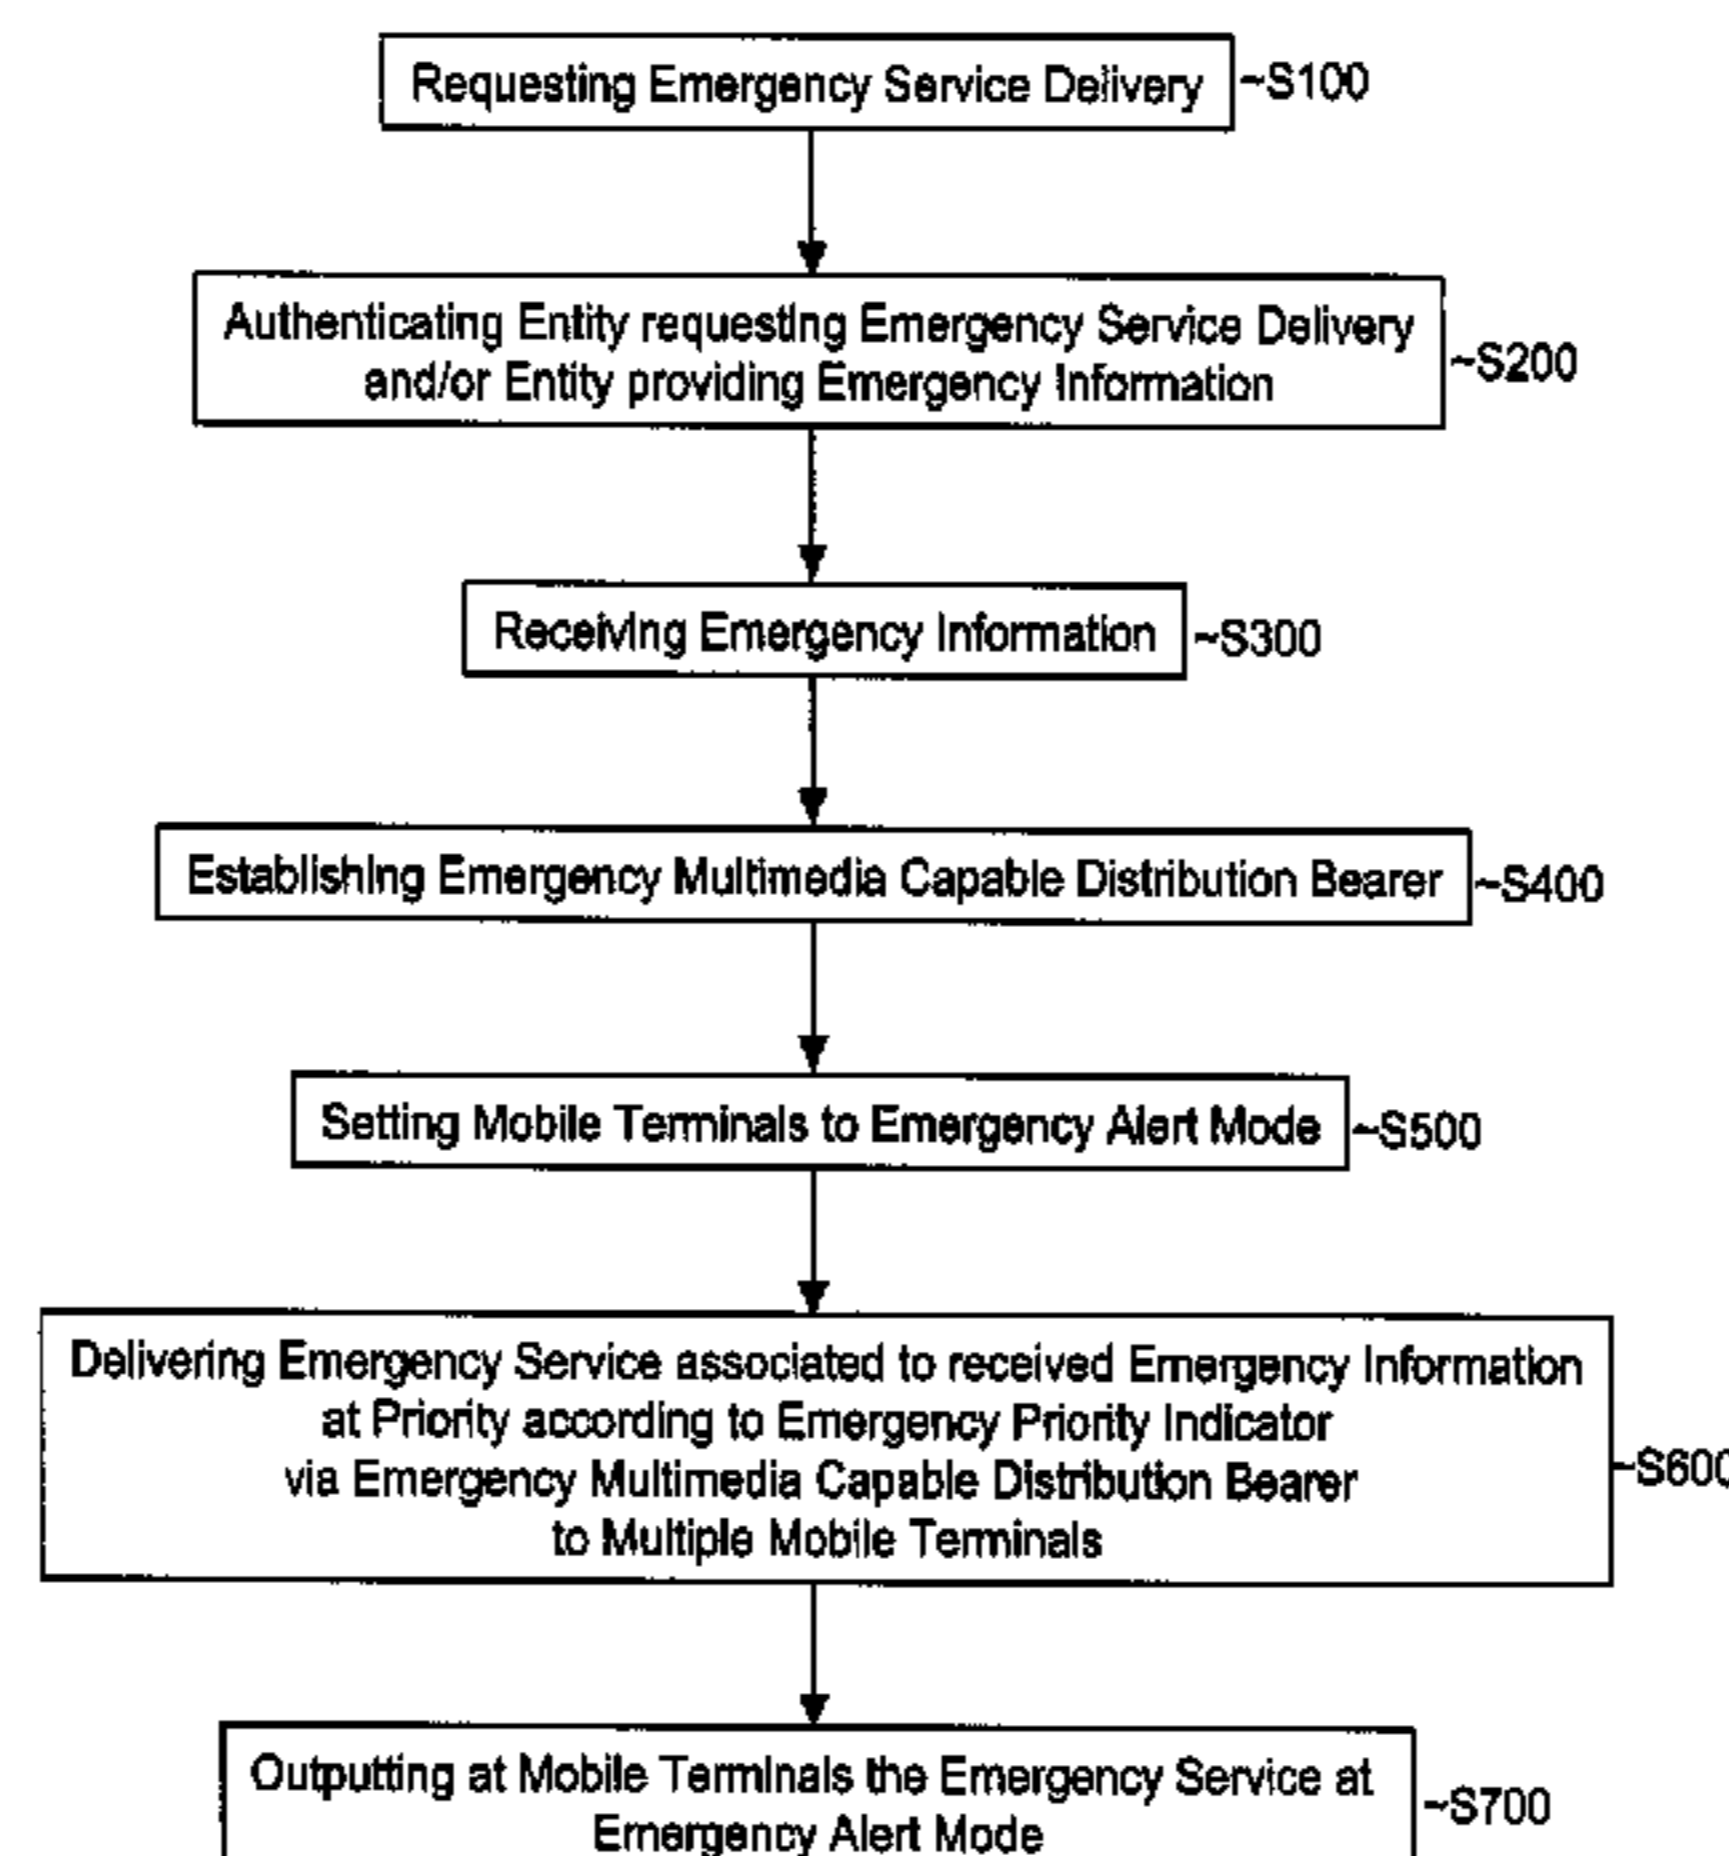 Requesting Emergency Service Delivery ~S100
Authenticating Entity requesting Emergency Service Delivery
and/or Entity providing Emergency Information
~S200
Receiving Emergency Information ~S300
Establishing Emergency Multimedia Capable Distribution Bearer ~S400
Setting Mobile Terminals to Emergency Alert Mode ~S500
Delivering Emergency Service associated to received Emergency Information
at Priority according to Emergency Priority Indicator
via Emergency Multimedia Capable Distribution Bearer
to Multiple Mobile Terminals
~S600
Outputting at Mobile Terminals the Emergency Service at
Emergency Alert Mode
~S700